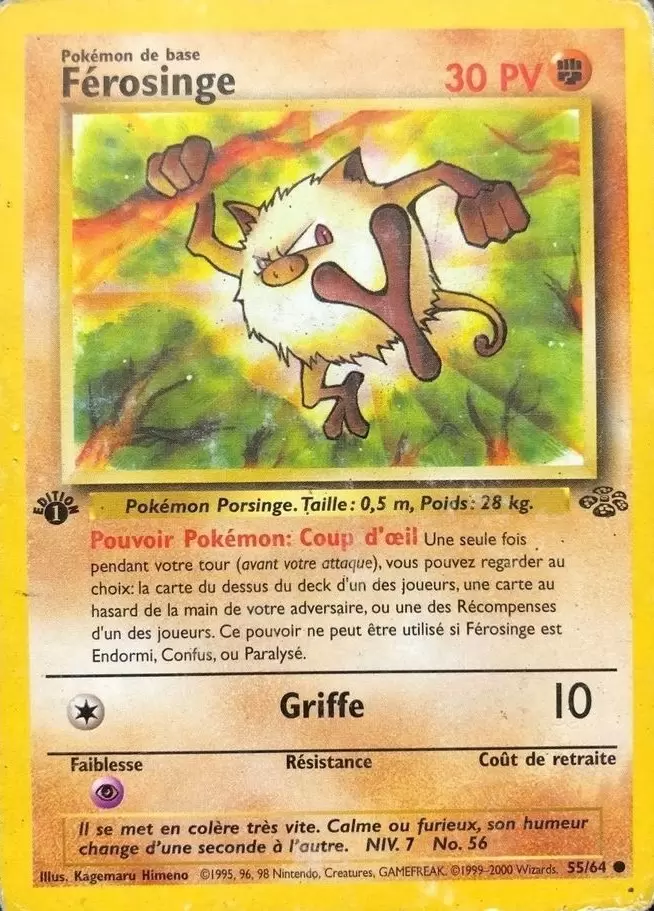 Pokémon de base
Férosinge
30 PV
EDITION
1
Pokémon Porsinge. Taille: 0,5 m, Poids: 28 kg.
Pouvoir Pokémon: Coup d'œil Une seule fois
pendant votre tour (avant votre attaque), vous pouvez regarder au
choix: la carte du dessus du deck d'un des joueurs, une carte au
hasard de la main de votre adversaire, ou une des Récompenses
d'un des joueurs. Ce pouvoir ne peut être utilisé si Férosinge est
Endormi, Confus, ou Paralysé.
Griffe 10
Faiblesse Résistance Coût de retraite
Il se met en colère très vite. Calme ou furieux, son humeur
change d'une seconde à l'autre. NIV. 7 No. 56
Illus. Kagemaru Himeno ©1995, 96, 98 Nintendo, Creatures, GAMEFREAK. ©1999-2000 Wizards. 55/64